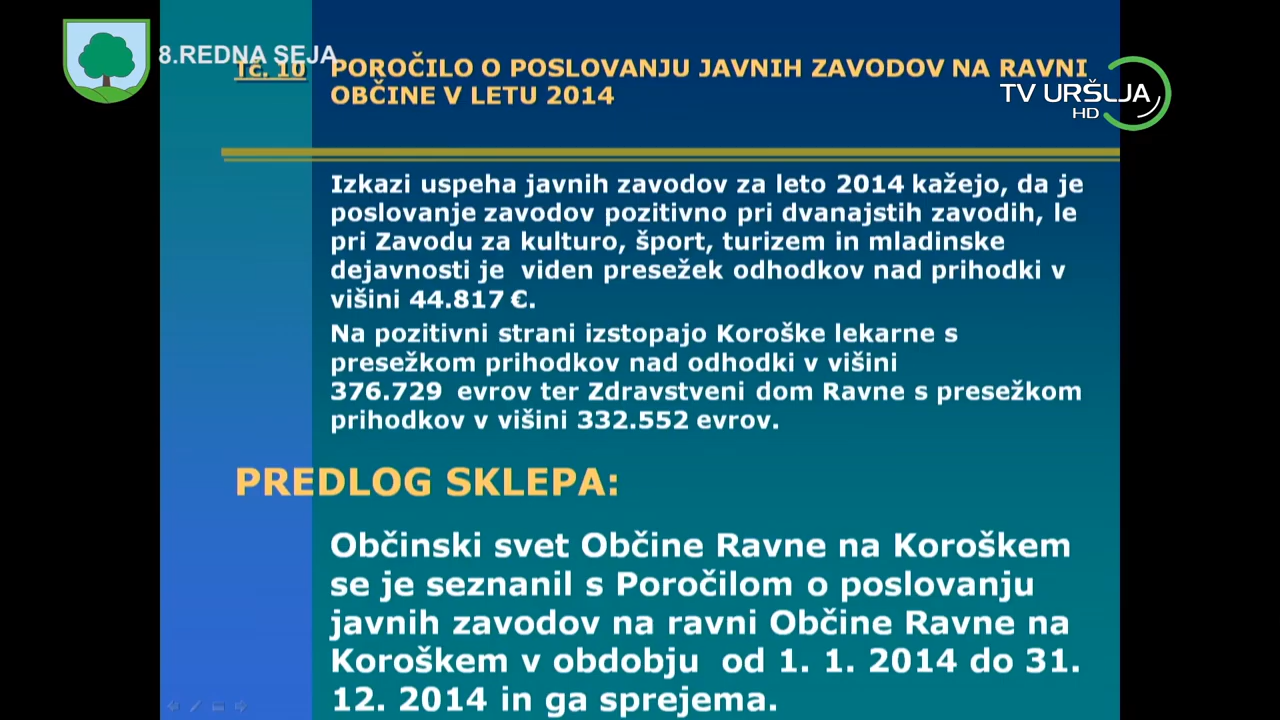 8.REDNA SEJA
Tč. 10 POROČILO O POSLOVANJU JAVNIH ZAVODOV NA RAVNI
OBČINE V LETU 2014
TV URŠLJA
HD
Izkazi uspeha javnih zavodov za leto 2014 kažejo, da je
poslovanje zavodov pozitivno pri dvanajstih zavodih, le
pri Zavodu za kulturo, šport, turizem in mladinske
dejavnosti je viden presežek odhodkov nad prihodki v
višini 44.817 €.
Na pozitivni strani izstopajo Koroške lekarne s
presežkom prihodkov nad odhodki v višini
376.729 evrov ter Zdravstveni dom Ravne s presežkom
prihodkov v višini 332.552 evrov.
PREDLOG SKLEPA:
Občinski svet Občine Ravne na Koroškem
se je seznanil s Poročilom o poslovanju
javnih zavodov na ravni Občine Ravne na
Koroškem v obdobju od 1. 1. 2014 do 31.
12. 2014 in ga sprejema.